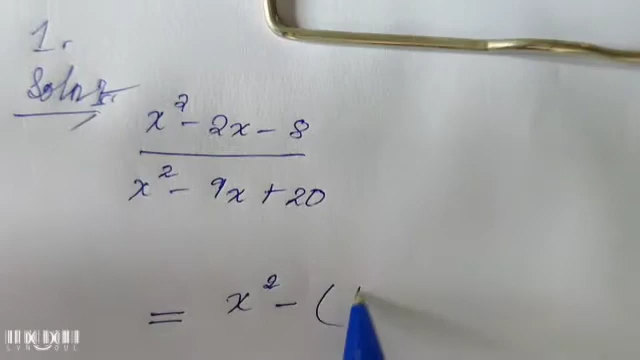 1.
Soln:
x² - 2x - 8
x² - 9x + 20
= x² - (